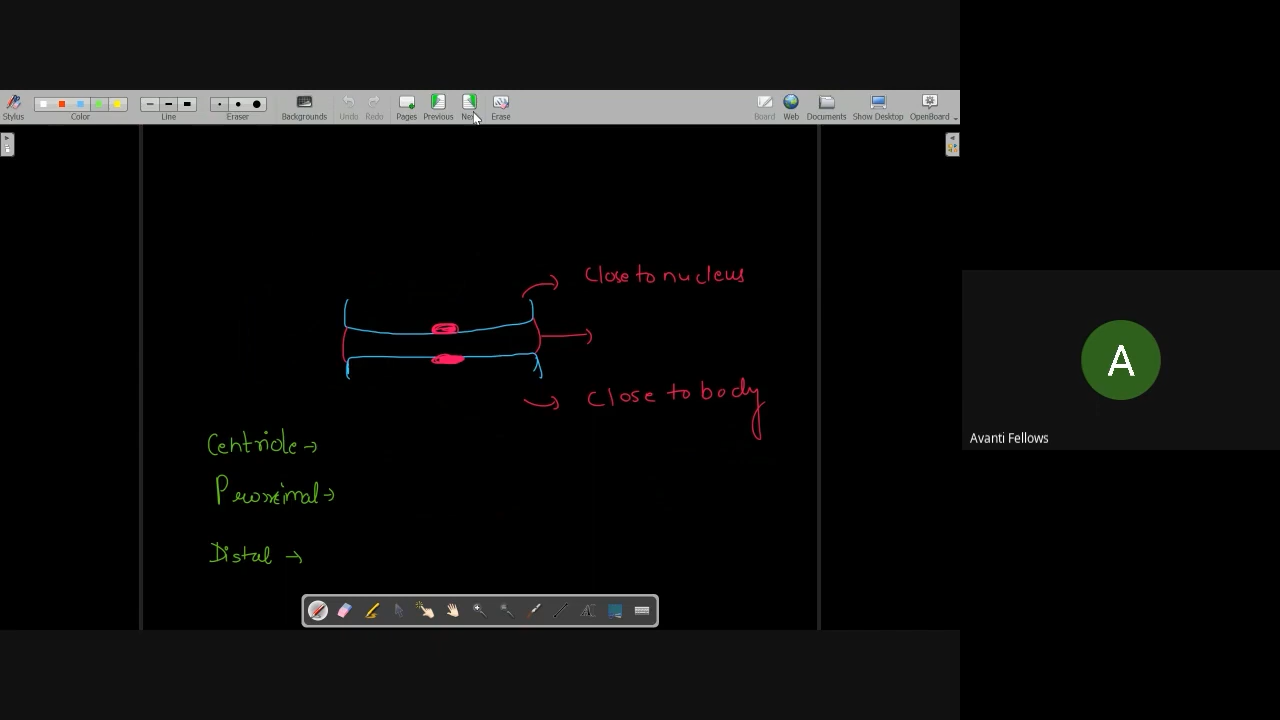 Stylus
Color
Line
Eraser
Backgrounds
Undo
Redo
Pages
Previous
Erase
Board
Web
Documents
Show Desktop
OpenBoard
Close to nucleus
Close to body
Centriole →
Proximal →
Distal →
A
Avanti Fellows